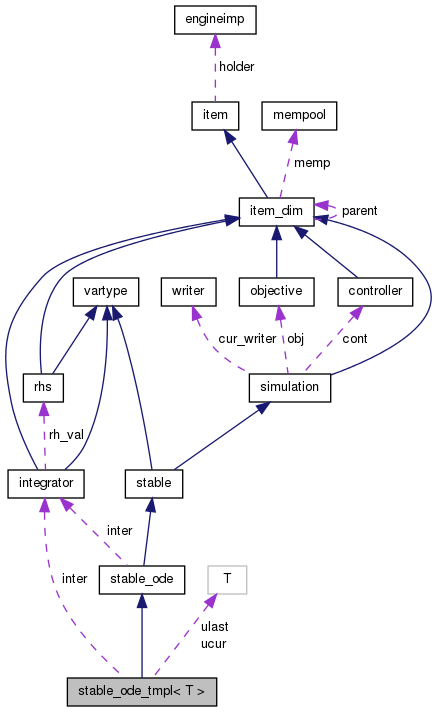 engineimp
holder
item
mempool
memp
item_dim
parent
vartype
writer
objective
controller
cur_writer
obj
cont
rhs
simulation
rh_val
integrator
stable
inter
stable_ode
T
inter
ulast
ucur
stable_ode_tmpl< T >